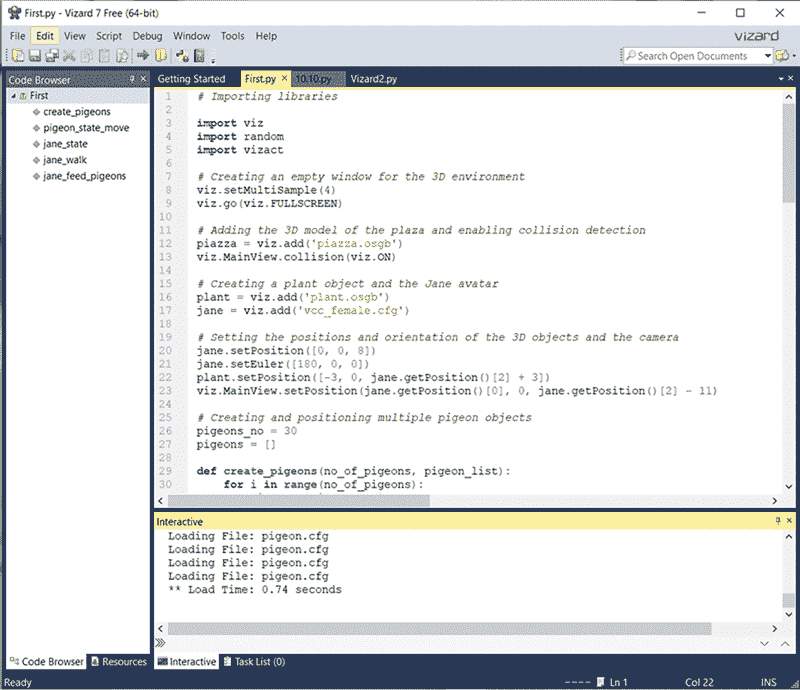 First.py - Vizard 7 Free (64-bit)
File Edit View Script Debug Window Tools Help
vizard
Search Open Documents
Code Browser
First
create_pigeons
pigeon_state_move
jane_state
jane_walk
jane_feed_pigeons
Getting Started First.py 10.10.py Vizard2.py
1 # Importing libraries
2
3 import viz
4 import random
5 import vizact
6
7 # Creating an empty window for the 3D environment
8 viz.setMultiSample(4)
9 viz.go(viz.FULLSCREEN)
10
11 # Adding the 3D model of the plaza and enabling collision detection
12 piazza = viz.add('piazza.osgb')
13 viz.MainView.collision(viz.ON)
14
15 # Creating a plant object and the Jane avatar
16 plant = viz.add('plant.osgb')
17 jane = viz.add('vcc_female.cfg')
18
19 # Setting the positions and orientation of the 3D objects and the camera
20 jane.setPosition([0, 0, 8])
21 jane.setEuler([180, 0, 0])
22 plant.setPosition([-3, 0, jane.getPosition()[2] + 3])
23 viz.MainView.setPosition(jane.getPosition()[0], 0, jane.getPosition()[2] - 11)
24
25 # Creating and positioning multiple pigeon objects
26 pigeons_no = 30
27 pigeons = []
28
29 def create_pigeons(no_of_pigeons, pigeon_list):
30 for i in range(no_of_pigeons):
Interactive
Loading File: pigeon.cfg
Loading File: pigeon.cfg
Loading File: pigeon.cfg
Loading File: pigeon.cfg
** Load Time: 0.74 seconds
>>
Code Browser Resources Interactive Task List (0)
Ready ---- Ln 1 Col 22 INS